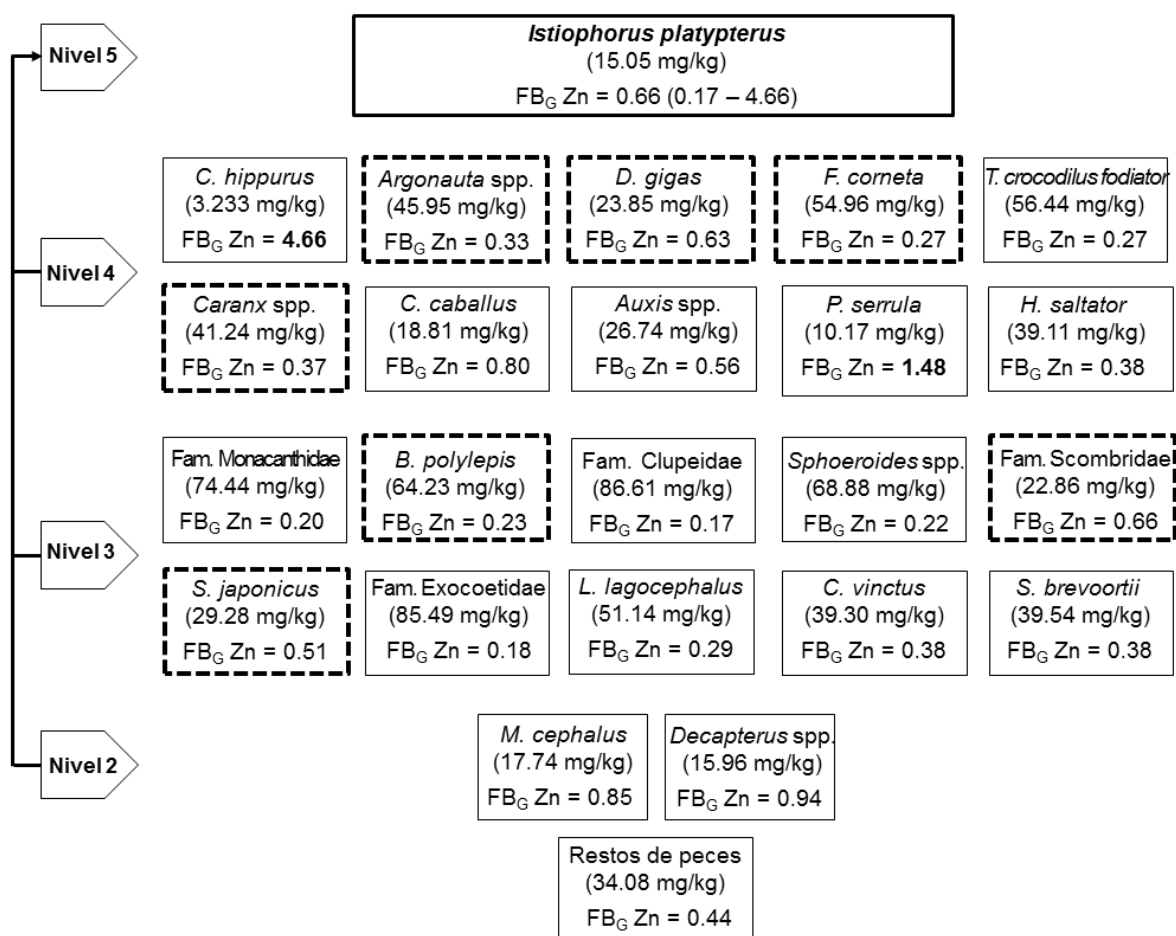 Nivel 5
Istiophorus platypterus
(15.05 mg/kg)
FBG Zn = 0.66 (0.17 – 4.66)
Nivel 4
C. hippurus
(3.233 mg/kg)
FBG Zn = 4.66
Argonauta spp.
(45.95 mg/kg)
FBG Zn = 0.33
D. gigas
(23.85 mg/kg)
FBG Zn = 0.63
F. corneta
(54.96 mg/kg)
FBG Zn = 0.27
T. crocodilus fodiator
(56.44 mg/kg)
FBG Zn = 0.27
Caranx spp.
(41.24 mg/kg)
FBG Zn = 0.37
C. caballus
(18.81 mg/kg)
FBG Zn = 0.80
Auxis spp.
(26.74 mg/kg)
FBG Zn = 0.56
P. serrula
(10.17 mg/kg)
FBG Zn = 1.48
H. saltator
(39.11 mg/kg)
FBG Zn = 0.38
Nivel 3
Fam. Monacanthidae
(74.44 mg/kg)
FBG Zn = 0.20
B. polylepis
(64.23 mg/kg)
FBG Zn = 0.23
Fam. Clupeidae
(86.61 mg/kg)
FBG Zn = 0.17
Sphoeroides spp.
(68.88 mg/kg)
FBG Zn = 0.22
Fam. Scombridae
(22.86 mg/kg)
FBG Zn = 0.66
S. japonicus
(29.28 mg/kg)
FBG Zn = 0.51
Fam. Exocoetidae
(85.49 mg/kg)
FBG Zn = 0.18
L. lagocephalus
(51.14 mg/kg)
FBG Zn = 0.29
C. vinctus
(39.30 mg/kg)
FBG Zn = 0.38
S. brevoortii
(39.54 mg/kg)
FBG Zn = 0.38
Nivel 2
M. cephalus
(17.74 mg/kg)
FBG Zn = 0.85
Decapterus spp.
(15.96 mg/kg)
FBG Zn = 0.94
Restos de peces
(34.08 mg/kg)
FBG Zn = 0.44